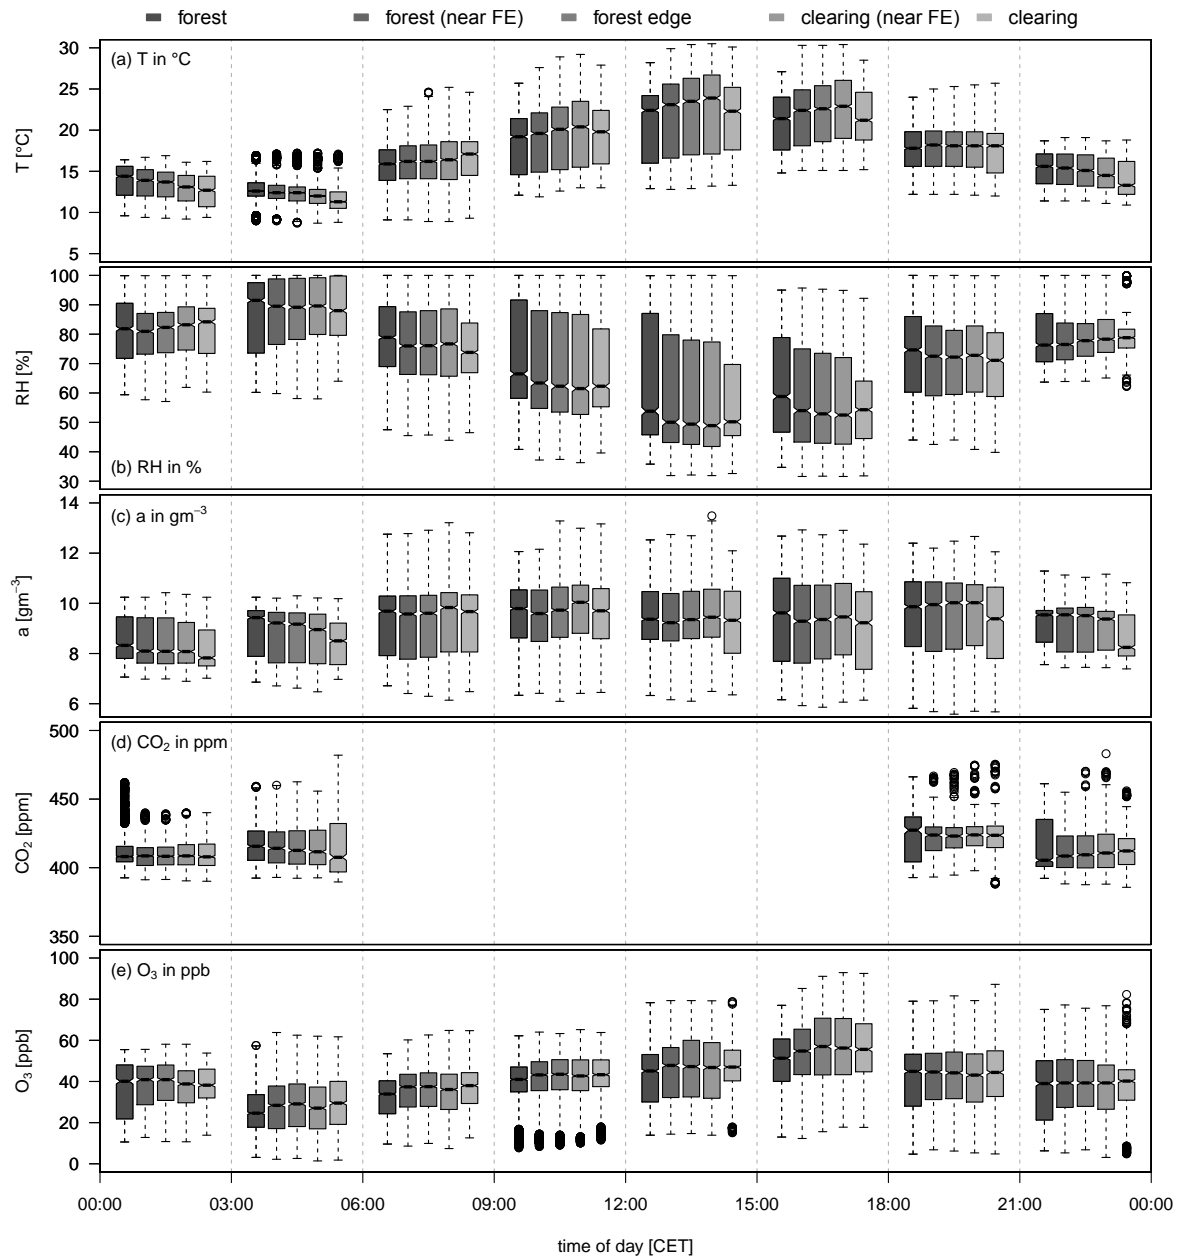 forest forest (near FE) forest edge clearing (near FE) clearing
(a) T in °C
T [°C]
30
25
20
15
10
5
RH [%]
100
90
80
70
60
50
40
30
(b) RH in %
(c) a in gm⁻³
a [gm⁻³]
14
12
10
8
6
(d) CO₂ in ppm
CO₂ [ppm]
500
450
400
350
(e) O₃ in ppb
O₃ [ppb]
100
80
60
40
20
0
00:00 03:00 06:00 09:00 12:00 15:00 18:00 21:00 00:00
time of day [CET]